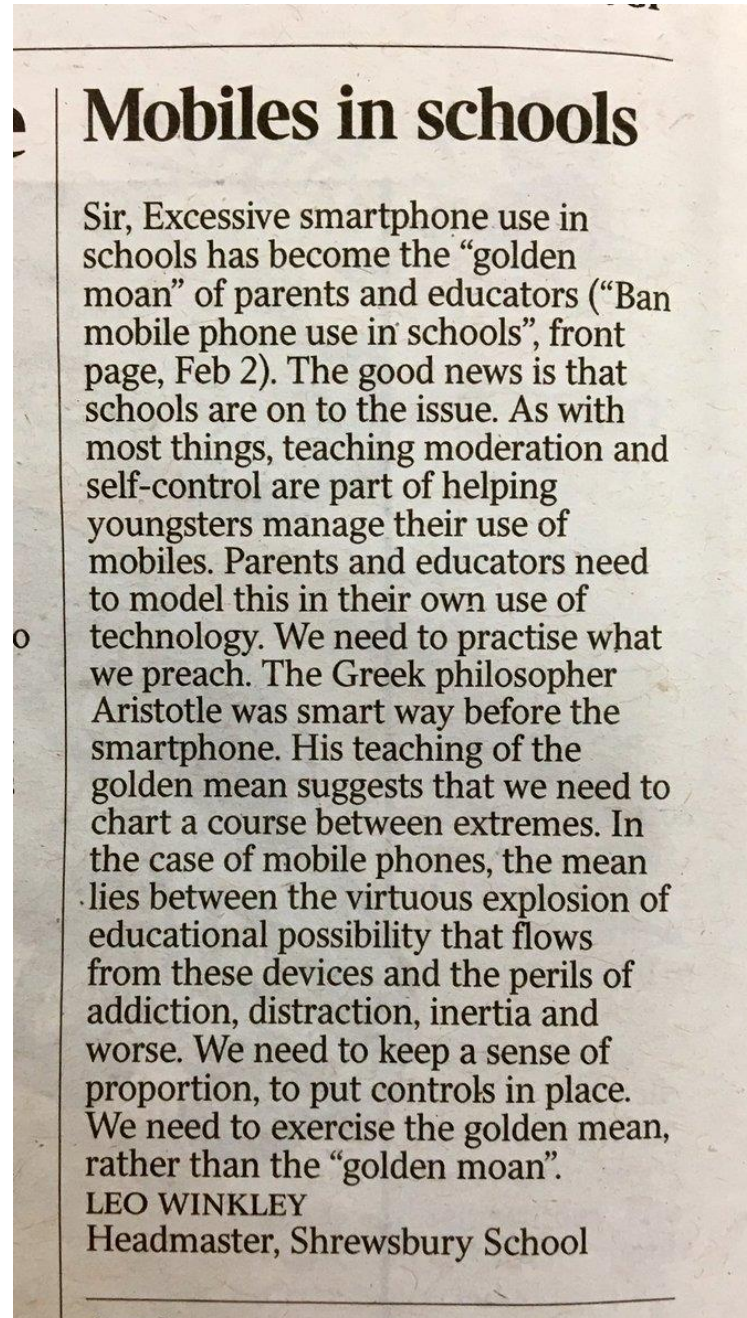 Mobiles in schools
Sir, Excessive smartphone use in
schools has become the “golden
moan” of parents and educators (“Ban
mobile phone use in schools”, front
page, Feb 2). The good news is that
schools are on to the issue. As with
most things, teaching moderation and
self-control are part of helping
youngsters manage their use of
mobiles. Parents and educators need
to model this in their own use of
technology. We need to practise what
we preach. The Greek philosopher
Aristotle was smart way before the
smartphone. His teaching of the
golden mean suggests that we need to
chart a course between extremes. In
the case of mobile phones, the mean
lies between the virtuous explosion of
educational possibility that flows
from these devices and the perils of
addiction, distraction, inertia and
worse. We need to keep a sense of
proportion, to put controls in place.
We need to exercise the golden mean,
rather than the “golden moan”.
LEO WINKLEY
Headmaster, Shrewsbury School